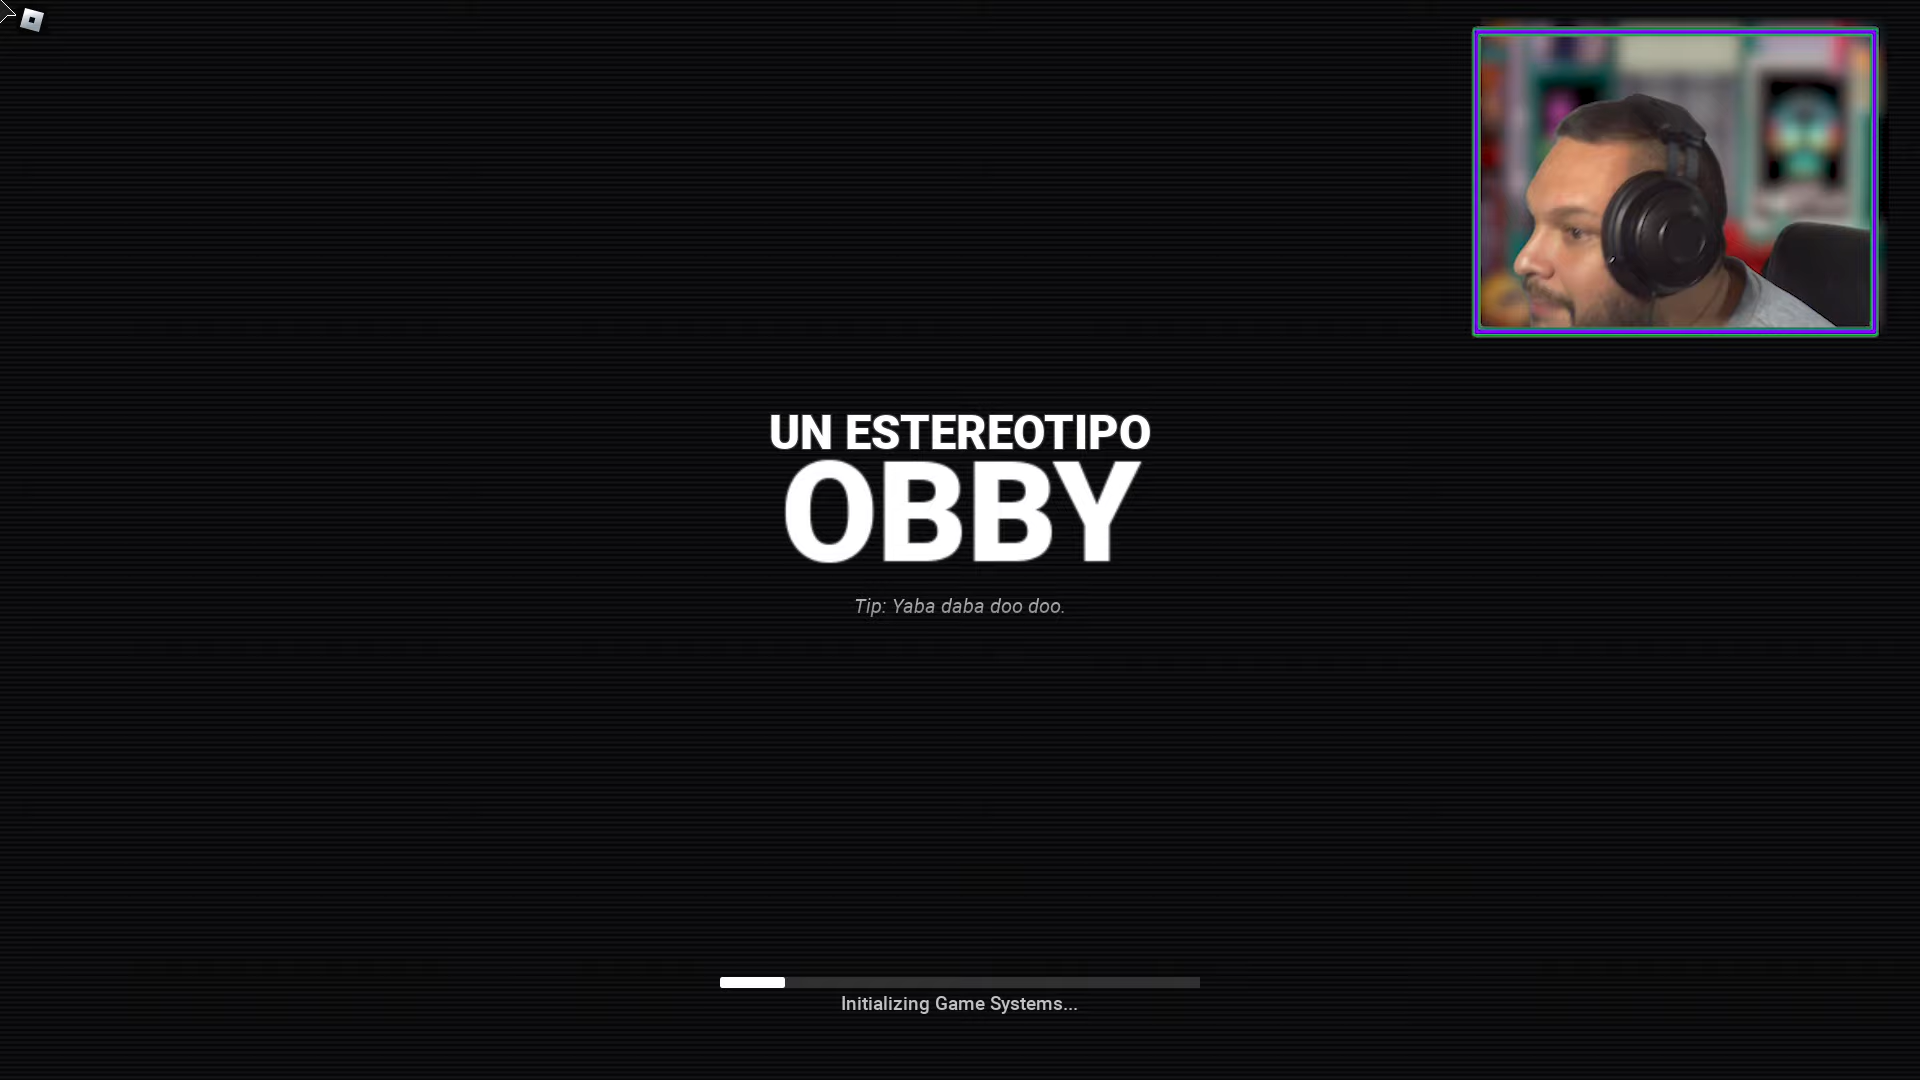 UN ESTEREOTIPO
OBBY
Tip: Yaba daba doo doo.
Initializing Game Systems...